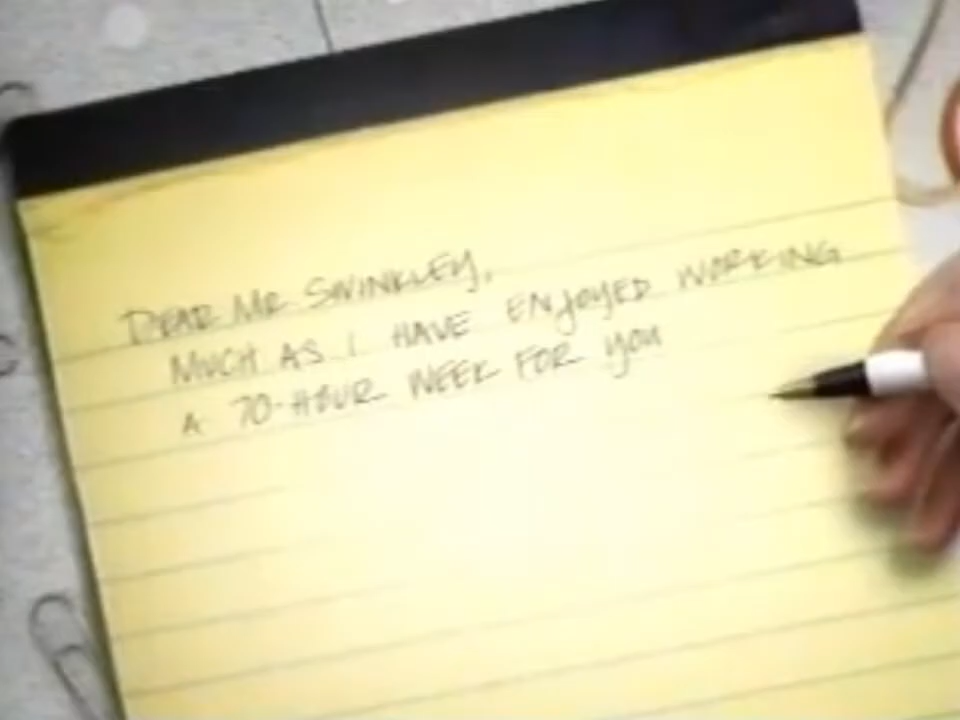 DEAR MR SWINKLEY,
MUCH AS I HAVE ENJOYED WORKING
A 70-HOUR WEEK FOR YOU